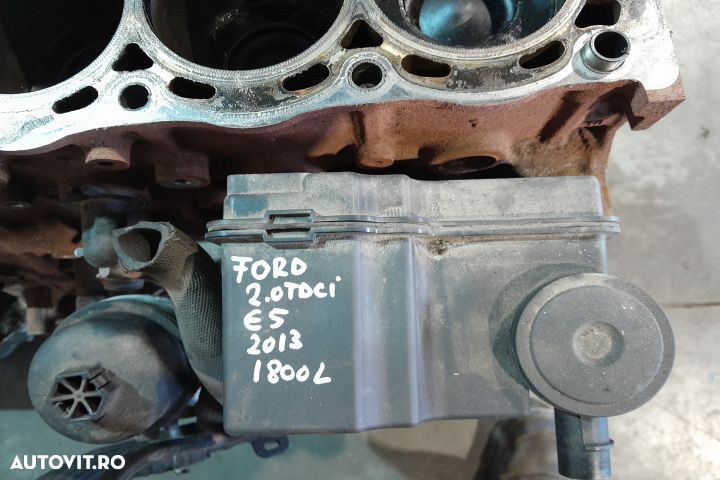 FORD
2.0TDCi
E5
2013
1800L
AUTOVIT.RO